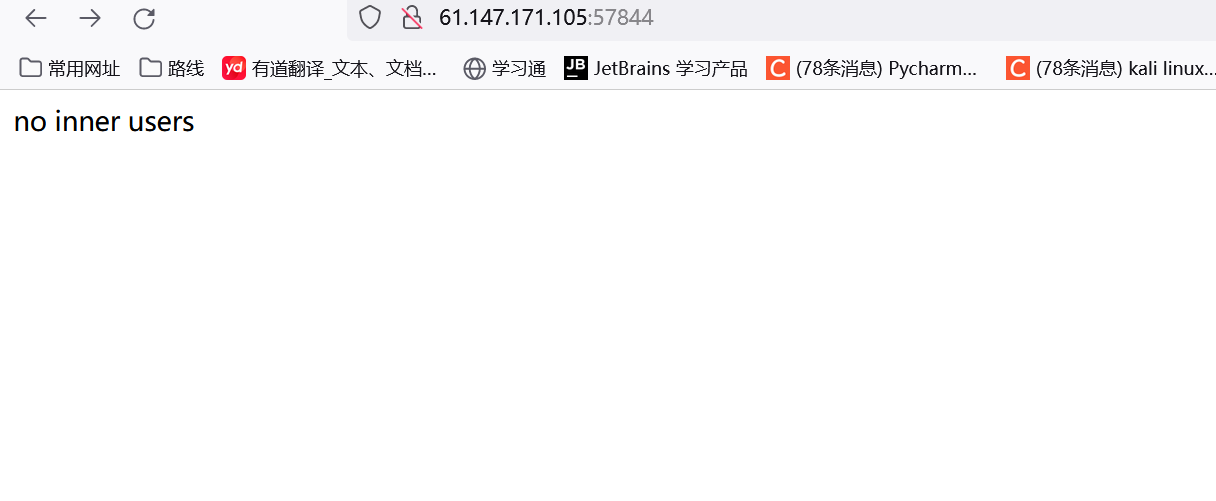 61.147.171.105:57844
常用网址 路线 yd 有道翻译_文本、文档... 学习通 JB JetBrains 学习产品 C (78条消息) Pycharm... C (78条消息) kali linux...
no inner users